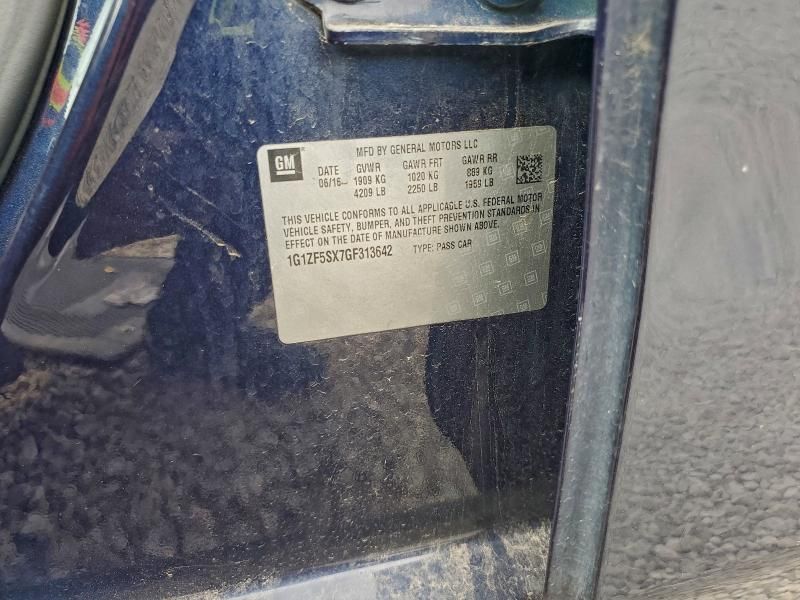 GM
MFD BY GENERAL MOTORS LLC
DATE GVWR GAWR FRT GAWR RR
06/16 1909 KG 1020 KG 889 KG
4209 LB 2250 LB 1959 LB
THIS VEHICLE CONFORMS TO ALL APPLICABLE U.S. FEDERAL MOTOR
VEHICLE SAFETY, BUMPER, AND THEFT PREVENTION STANDARDS IN
EFFECT ON THE DATE OF MANUFACTURE SHOWN ABOVE.
1G1ZF5SX7GF313642 TYPE: PASS CAR